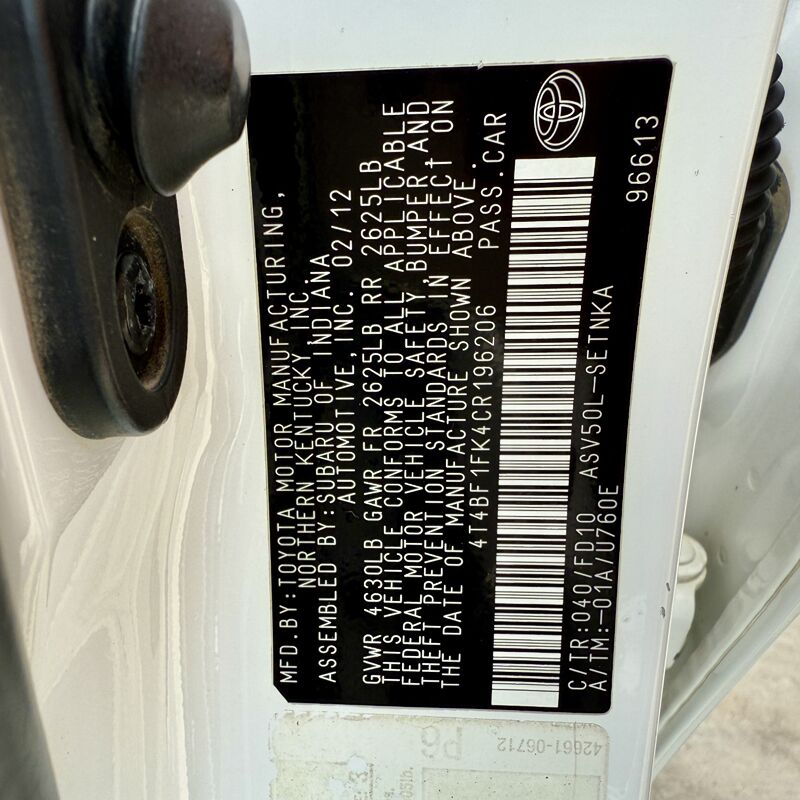 MFD.BY:TOYOTA MOTOR MANUFACTURING,
NORTHERN KENTUCKY INC.
ASSEMBLED BY:SUBARU OF INDIANA
AUTOMOTIVE,INC. 02/12
GVWR 4630LB GAWR FR 2625LB RR 2625LB
THIS VEHICLE CONFORMS TO ALL APPLICABLE
FEDERAL MOTOR VEHICLE SAFETY, BUMPER,AND
THEFT PREVENTION STANDARDS IN EFFECT ON
THE DATE OF MANUFACTURE SHOWN ABOVE.
4T4BF1FK4CR196206 PASS.CAR
C/TR:040/FD10 ASV50L-SETNKA
A/TM:-01A/U760E
96613
42661-06712